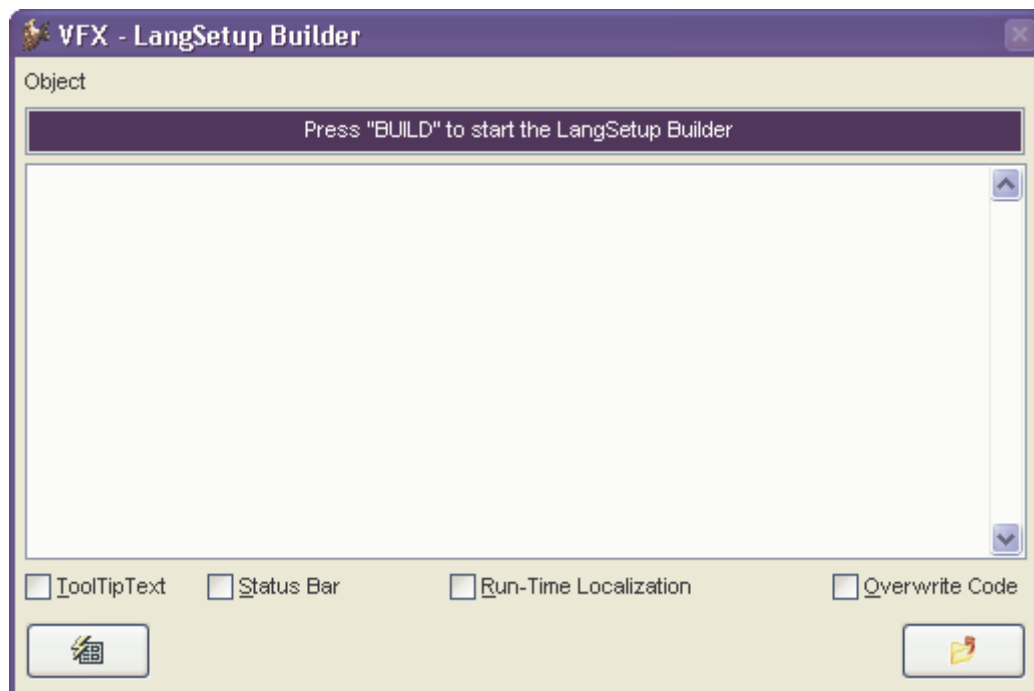 VFX - LangSetup Builder
Object
Press "BUILD" to start the LangSetup Builder
ToolTipText Status Bar Run-Time Localization Overwrite Code